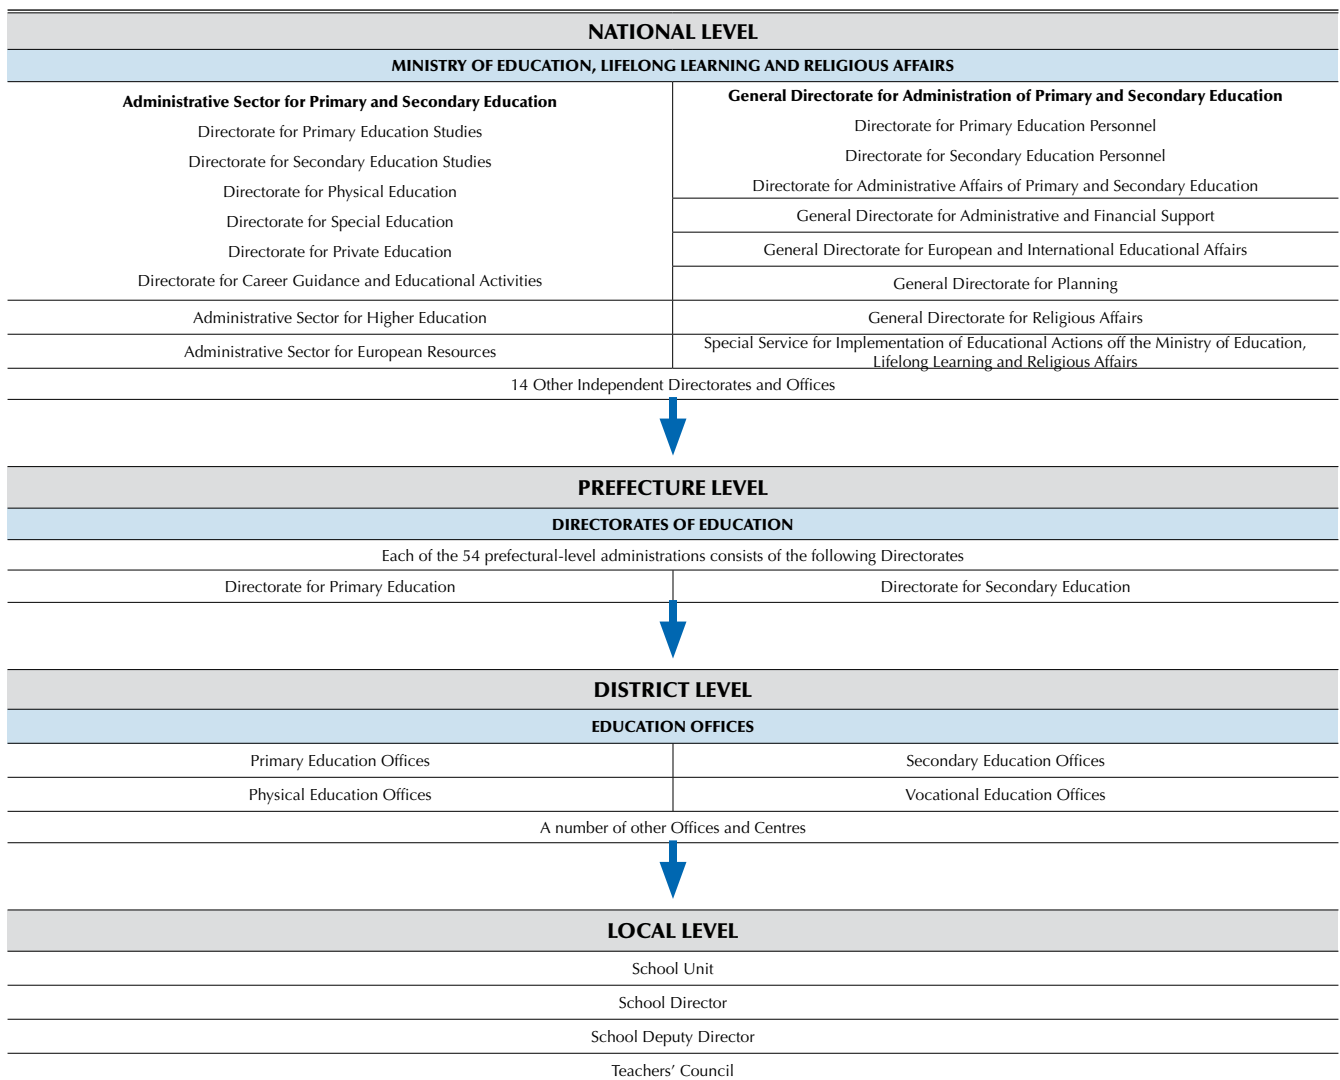 NATIONAL LEVEL
MINISTRY OF EDUCATION, LIFELONG LEARNING AND RELIGIOUS AFFAIRS
Administrative Sector for Primary and Secondary Education
Directorate for Primary Education Studies
Directorate for Secondary Education Studies
Directorate for Physical Education
Directorate for Special Education
Directorate for Private Education
Directorate for Career Guidance and Educational Activities
Administrative Sector for Higher Education
Administrative Sector for European Resources
General Directorate for Administration of Primary and Secondary Education
Directorate for Primary Education Personnel
Directorate for Secondary Education Personnel
Directorate for Administrative Affairs of Primary and Secondary Education
General Directorate for Administrative and Financial Support
General Directorate for European and International Educational Affairs
General Directorate for Planning
General Directorate for Religious Affairs
Special Service for Implementation of Educational Actions off the Ministry of Education,
Lifelong Learning and Religious Affairs
14 Other Independent Directorates and Offices
PREFECTURE LEVEL
DIRECTORATES OF EDUCATION
Each of the 54 prefectural-level administrations consists of the following Directorates
Directorate for Primary Education
Directorate for Secondary Education
DISTRICT LEVEL
EDUCATION OFFICES
Primary Education Offices
Secondary Education Offices
Physical Education Offices
Vocational Education Offices
A number of other Offices and Centres
LOCAL LEVEL
School Unit
School Director
School Deputy Director
Teachers’ Council